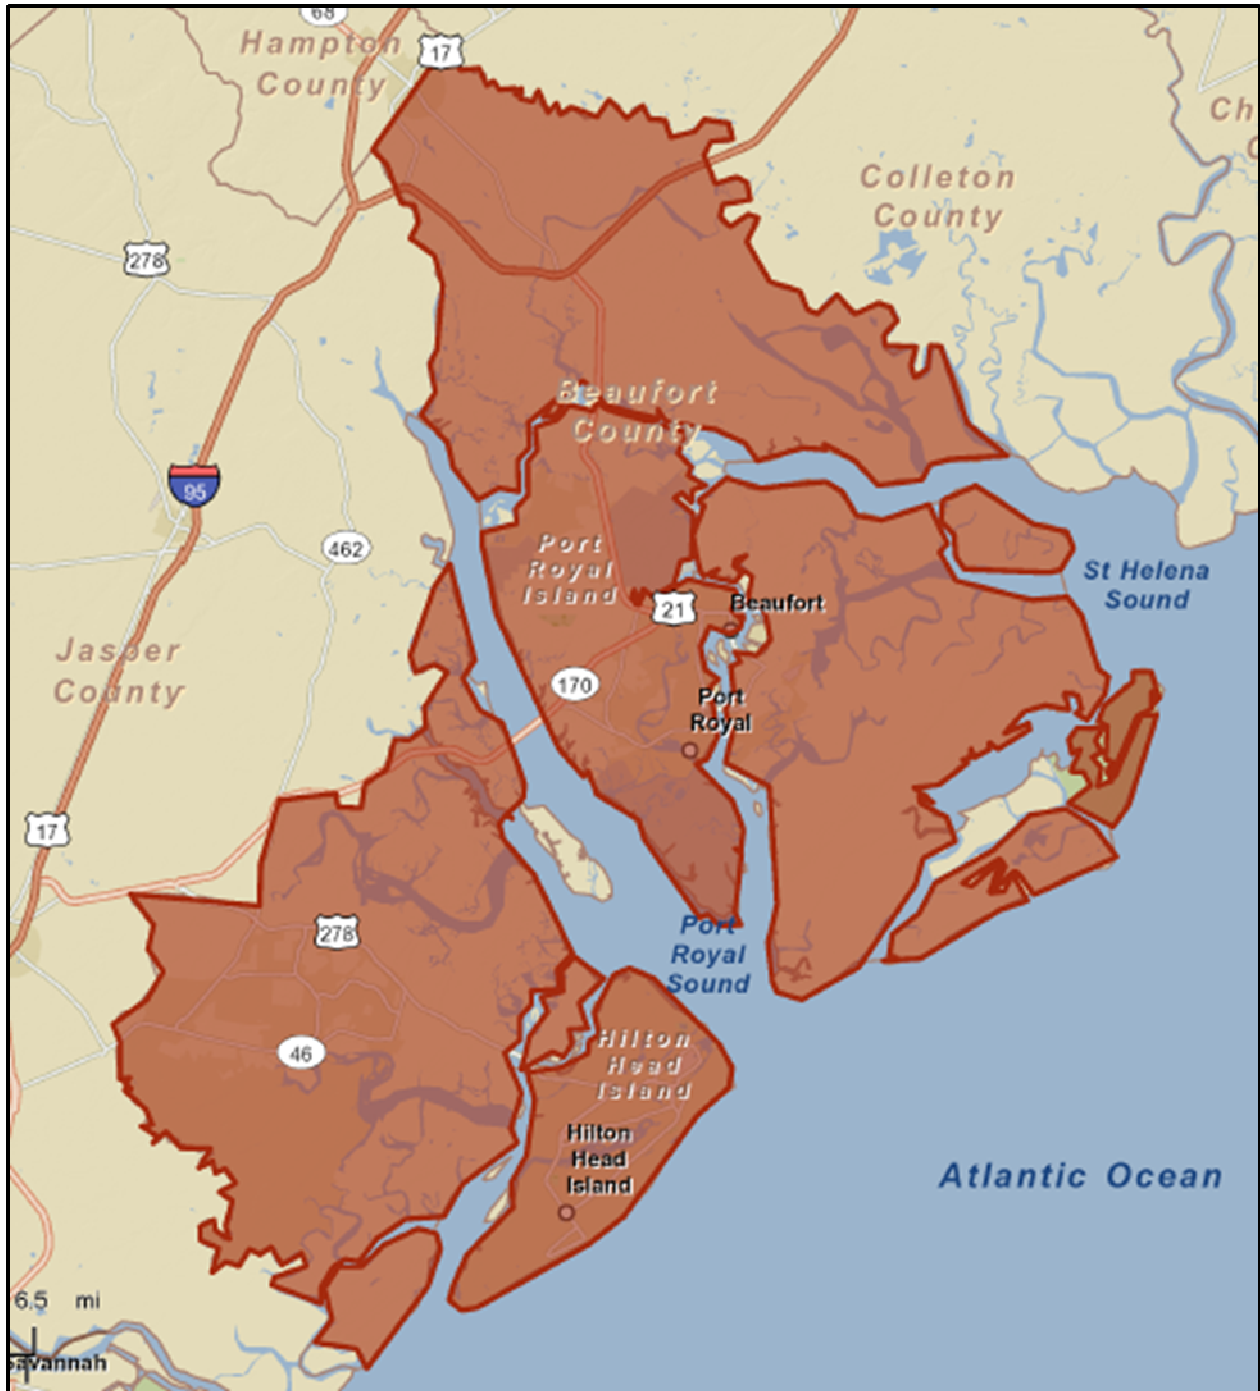 68
Hampton
County
17
Ch
C
Colleton
County
278
Beaufort
County
95
462
Port
Royal
Island
St Helena
Sound
21
Beaufort
Jasper
County
170
Port
Royal
17
278
Port
Royal
Sound
46
Hilton
Head
Island
Hilton
Head
Island
Atlantic Ocean
6.5 mi
Savannah